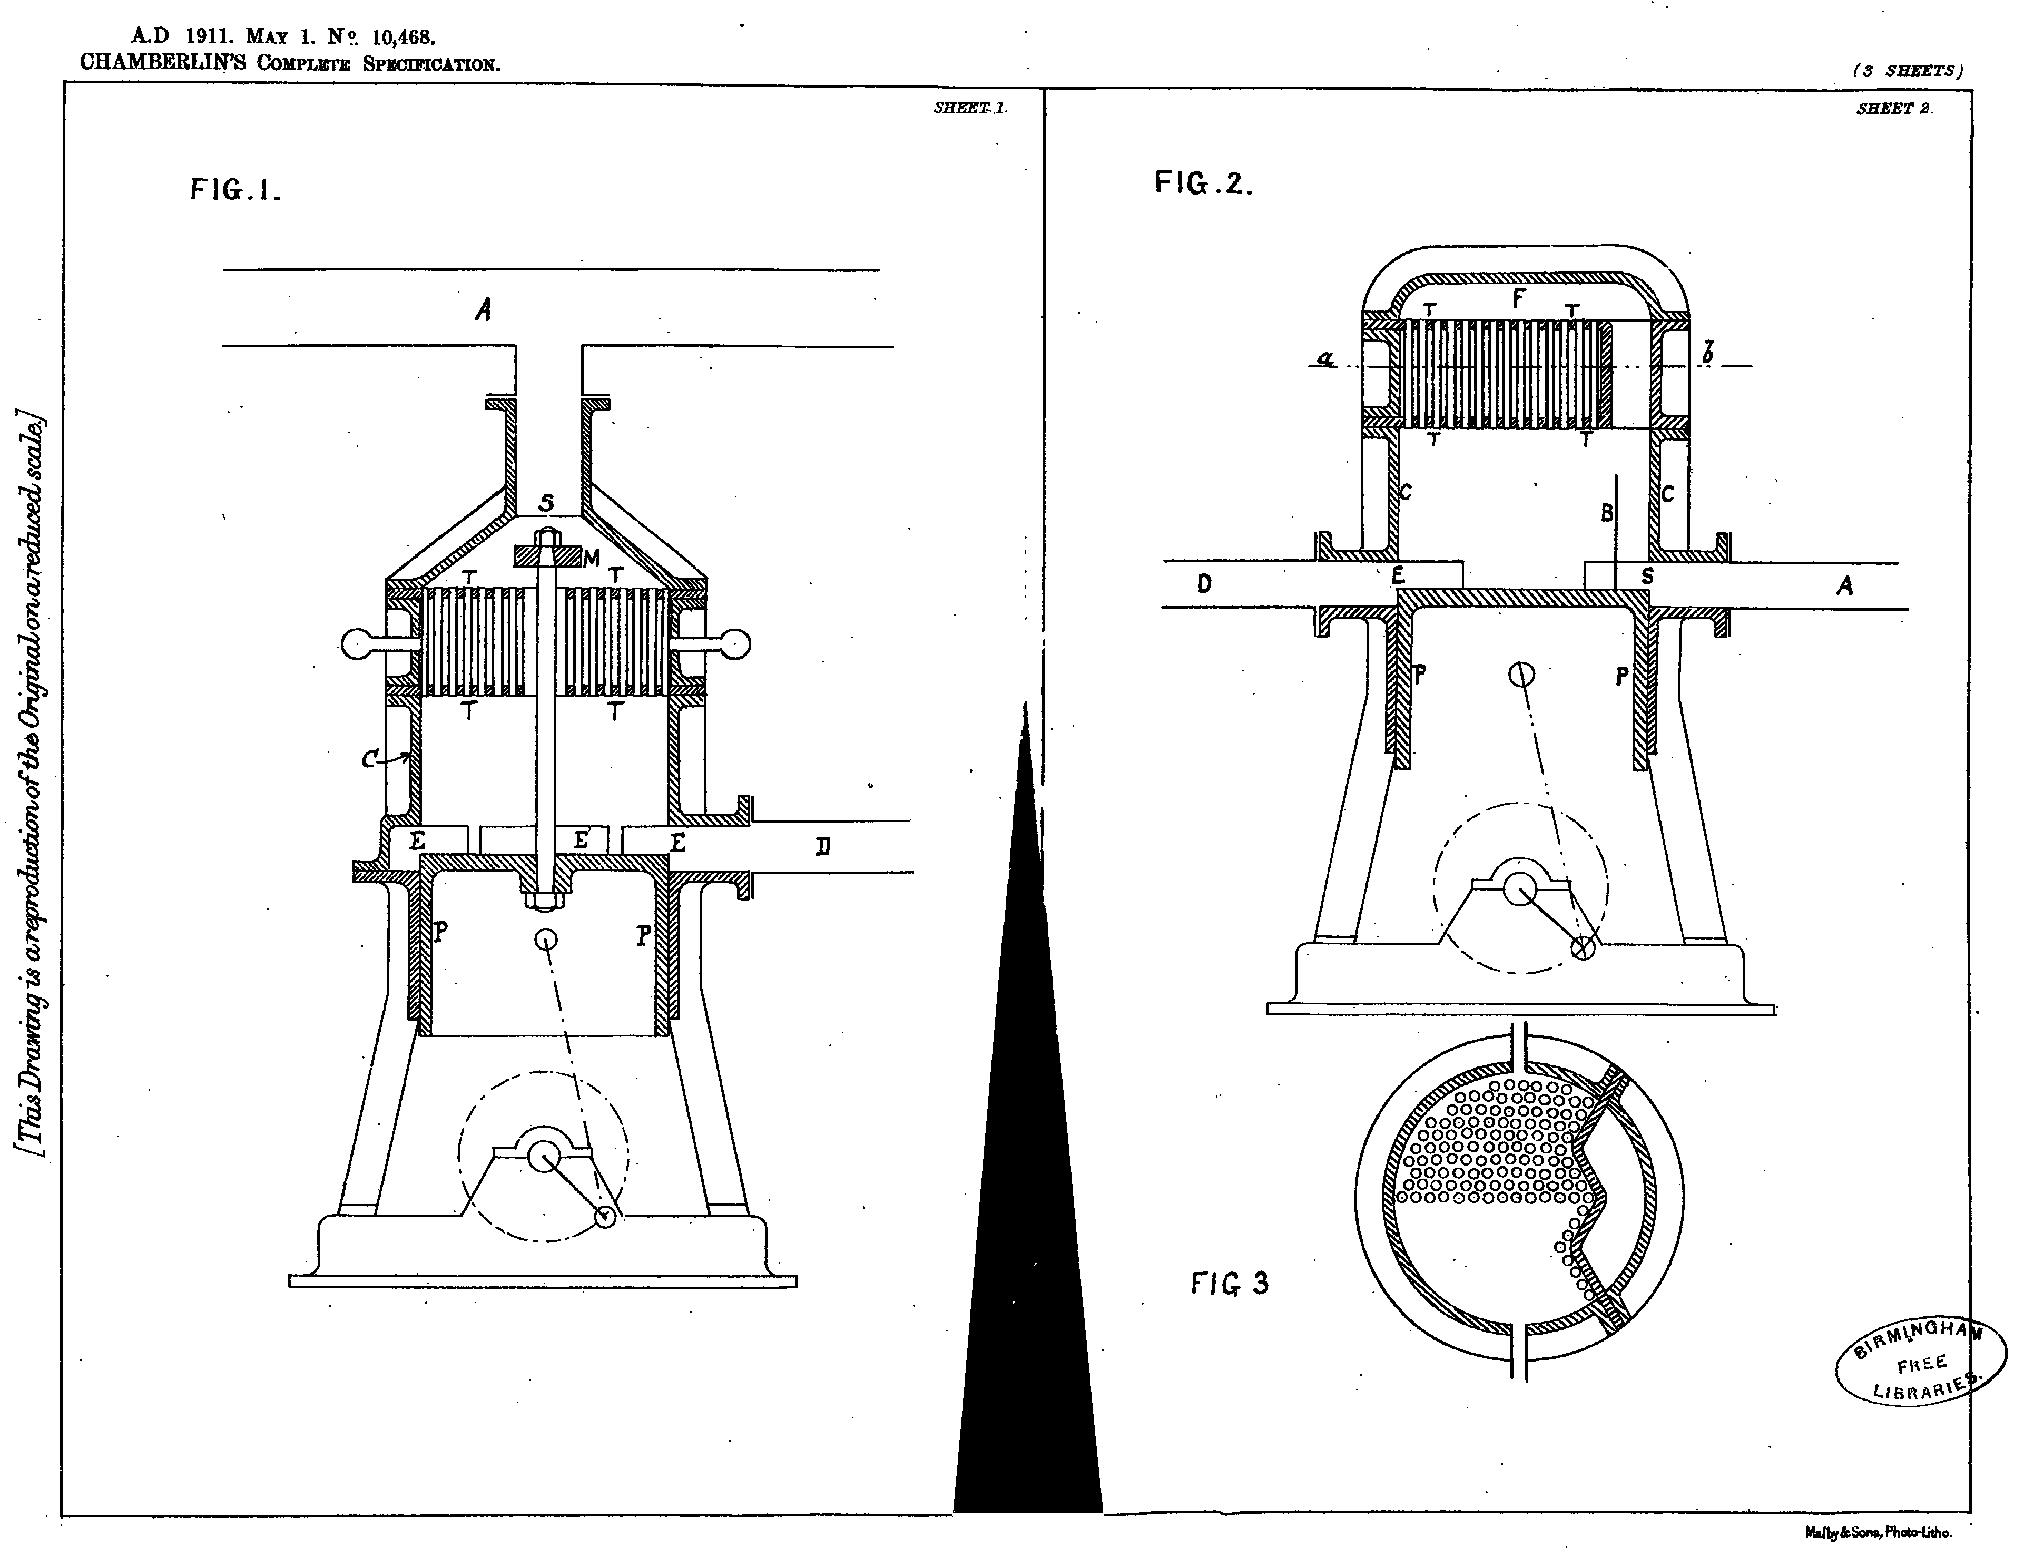 A.D 1911. MAY 1. No. 10,468.
CHAMBERLIN'S COMPLETE SPECIFICATION.
(3 SHEETS)
SHEET 1.
SHEET 2.
[This Drawing is a reproduction of the Original on a reduced scale.]
FIG. 1.
A
S
M
T T
T T
C
E E E D
P P
FIG. 2.
F
T T
a b
T T
C C
B
D E S A
P P
FIG 3
BIRMINGHAM
FREE
LIBRARIES.
Malby & Sons, Photo-Litho.